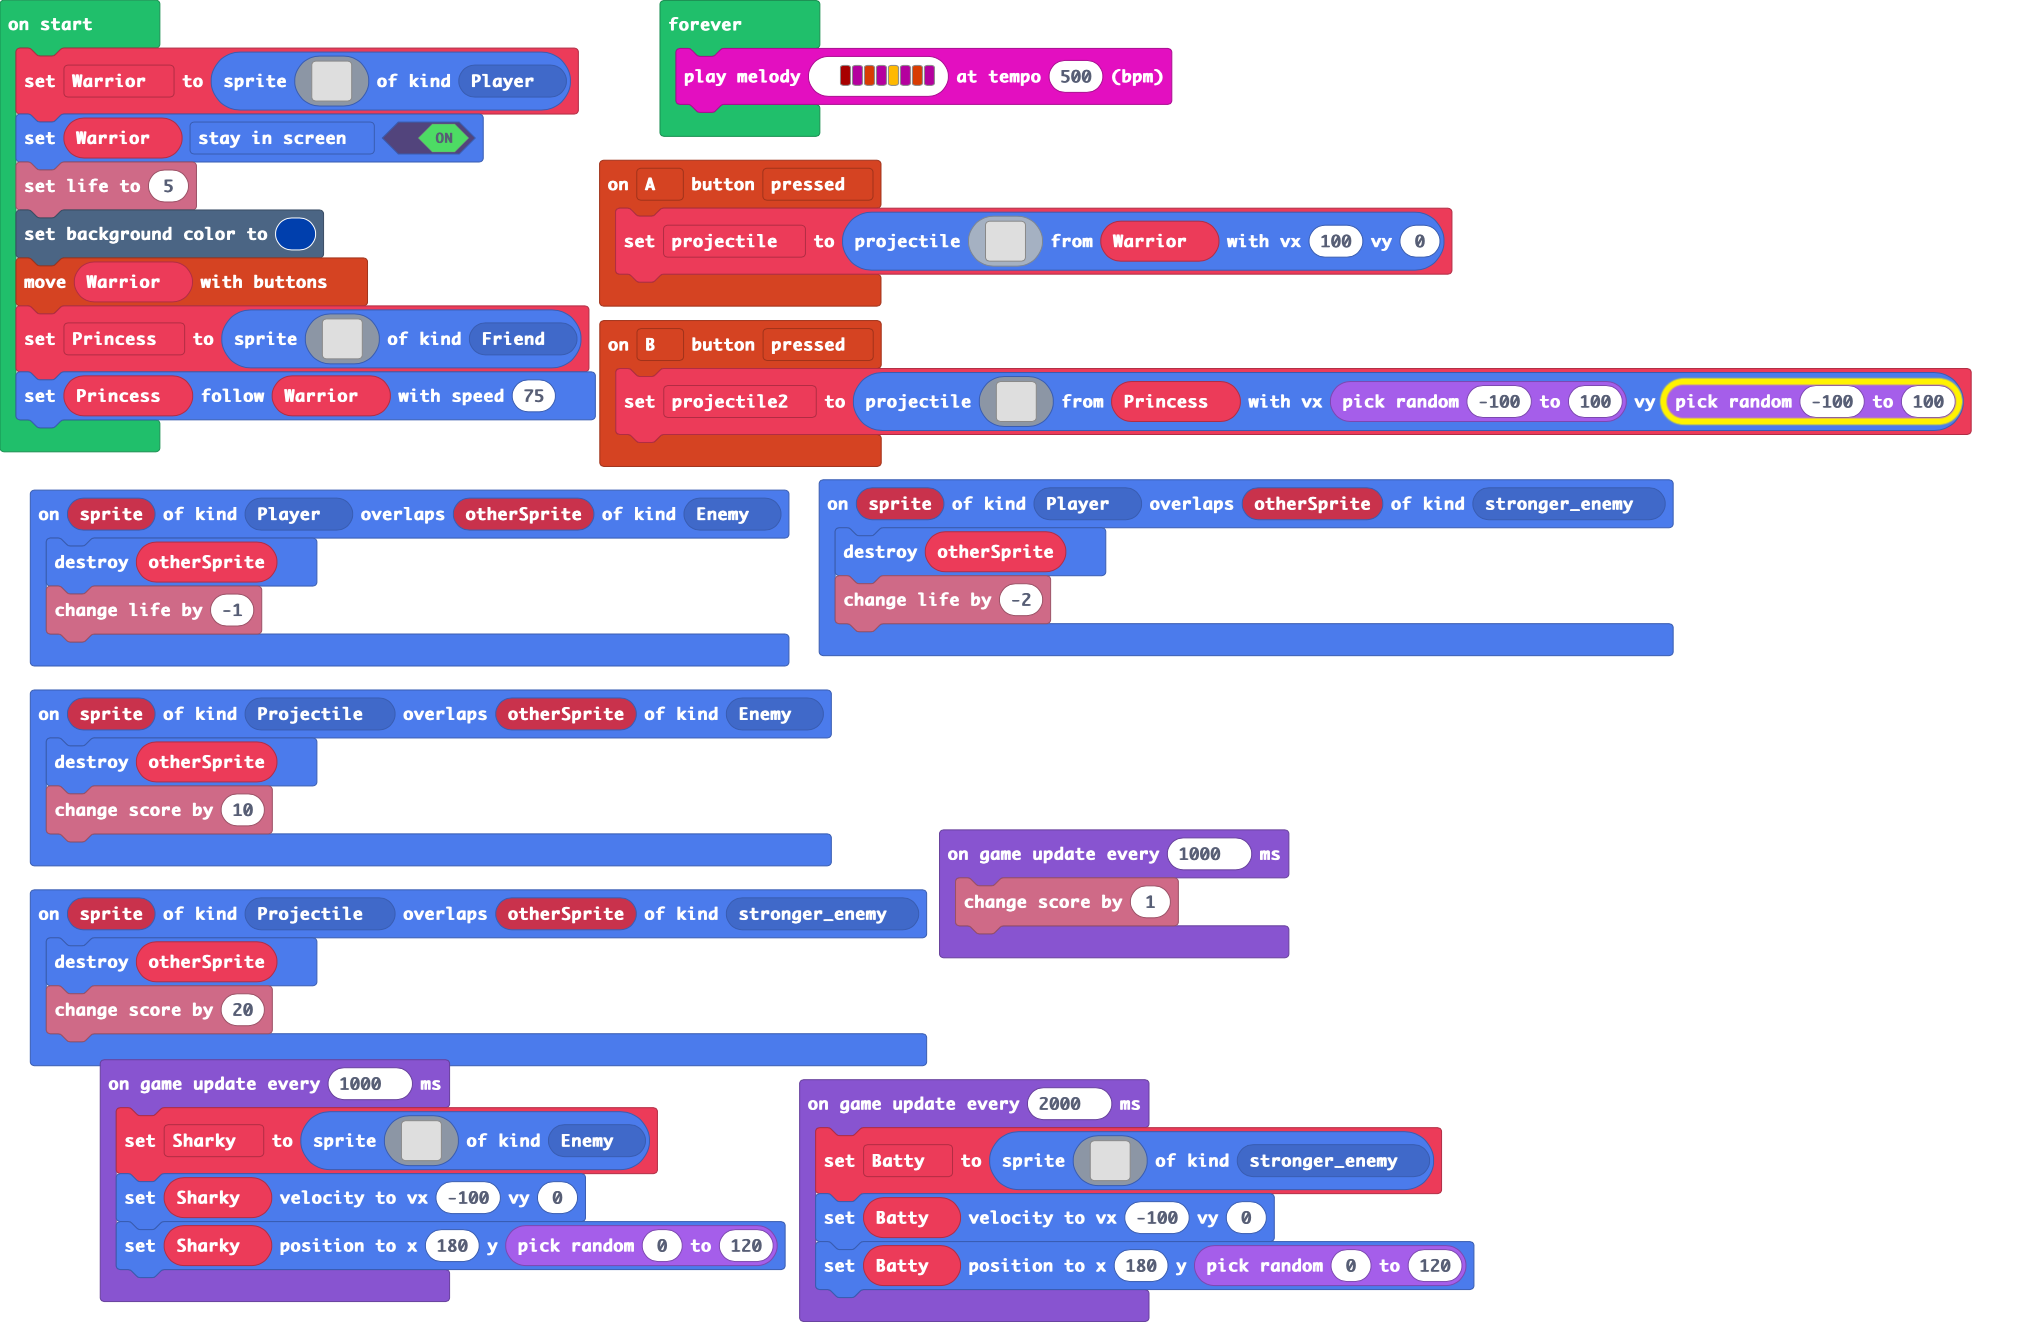 on start
set Warrior to sprite of kind Player
set Warrior stay in screen ON
set life to 5
set background color to
move Warrior with buttons
set Princess to sprite of kind Friend
set Princess follow Warrior with speed 75
forever
play melody at tempo 500 (bpm)
on A button pressed
set projectile to projectile from Warrior with vx 100 vy 0
on B button pressed
set projectile2 to projectile from Princess with vx pick random -100 to 100 vy pick random -100 to 100
on sprite of kind Player overlaps otherSprite of kind Enemy
destroy otherSprite
change life by -1
on sprite of kind Player overlaps otherSprite of kind stronger_enemy
destroy otherSprite
change life by -2
on sprite of kind Projectile overlaps otherSprite of kind Enemy
destroy otherSprite
change score by 10
on game update every 1000 ms
change score by 1
on sprite of kind Projectile overlaps otherSprite of kind stronger_enemy
destroy otherSprite
change score by 20
on game update every 1000 ms
set Sharky to sprite of kind Enemy
set Sharky velocity to vx -100 vy 0
set Sharky position to x 180 y pick random 0 to 120
on game update every 2000 ms
set Batty to sprite of kind stronger_enemy
set Batty velocity to vx -100 vy 0
set Batty position to x 180 y pick random 0 to 120